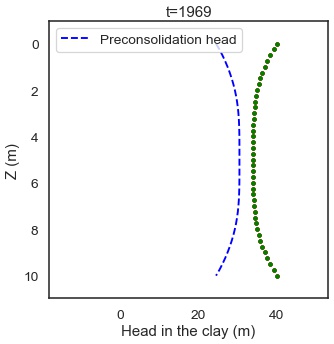 t=1969
Preconsolidation head
0
2
4
6
8
10
Z (m)
0
20
40
Head in the clay (m)